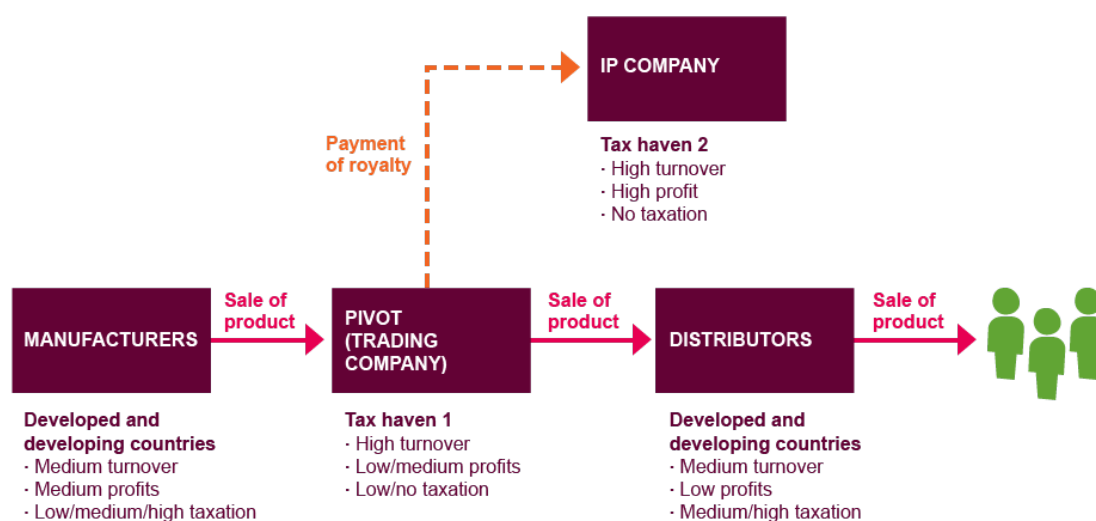 IP COMPANY
Payment
of royalty
Tax haven 2
· High turnover
· High profit
· No taxation
MANUFACTURERS
Sale of
product
PIVOT
(TRADING
COMPANY)
Sale of
product
DISTRIBUTORS
Sale of
product
Developed and
developing countries
· Medium turnover
· Medium profits
· Low/medium/high taxation
Tax haven 1
· High turnover
· Low/medium profits
· Low/no taxation
Developed and
developing countries
· Medium turnover
· Low profits
· Medium/high taxation